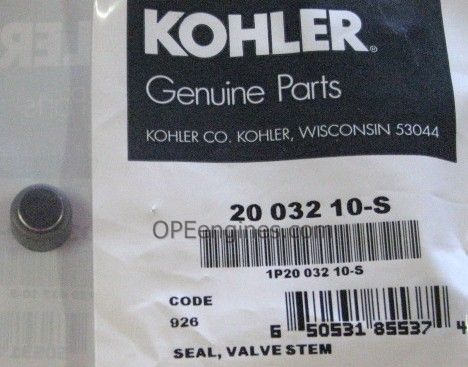 KOHLER®
Genuine Parts
KOHLER CO. KOHLER, WISCONSIN 53044
20 032 10-S
OPEengines.com
1P20 032 10-S
CODE
926
6 50531 85537 4
SEAL, VALVE STEM